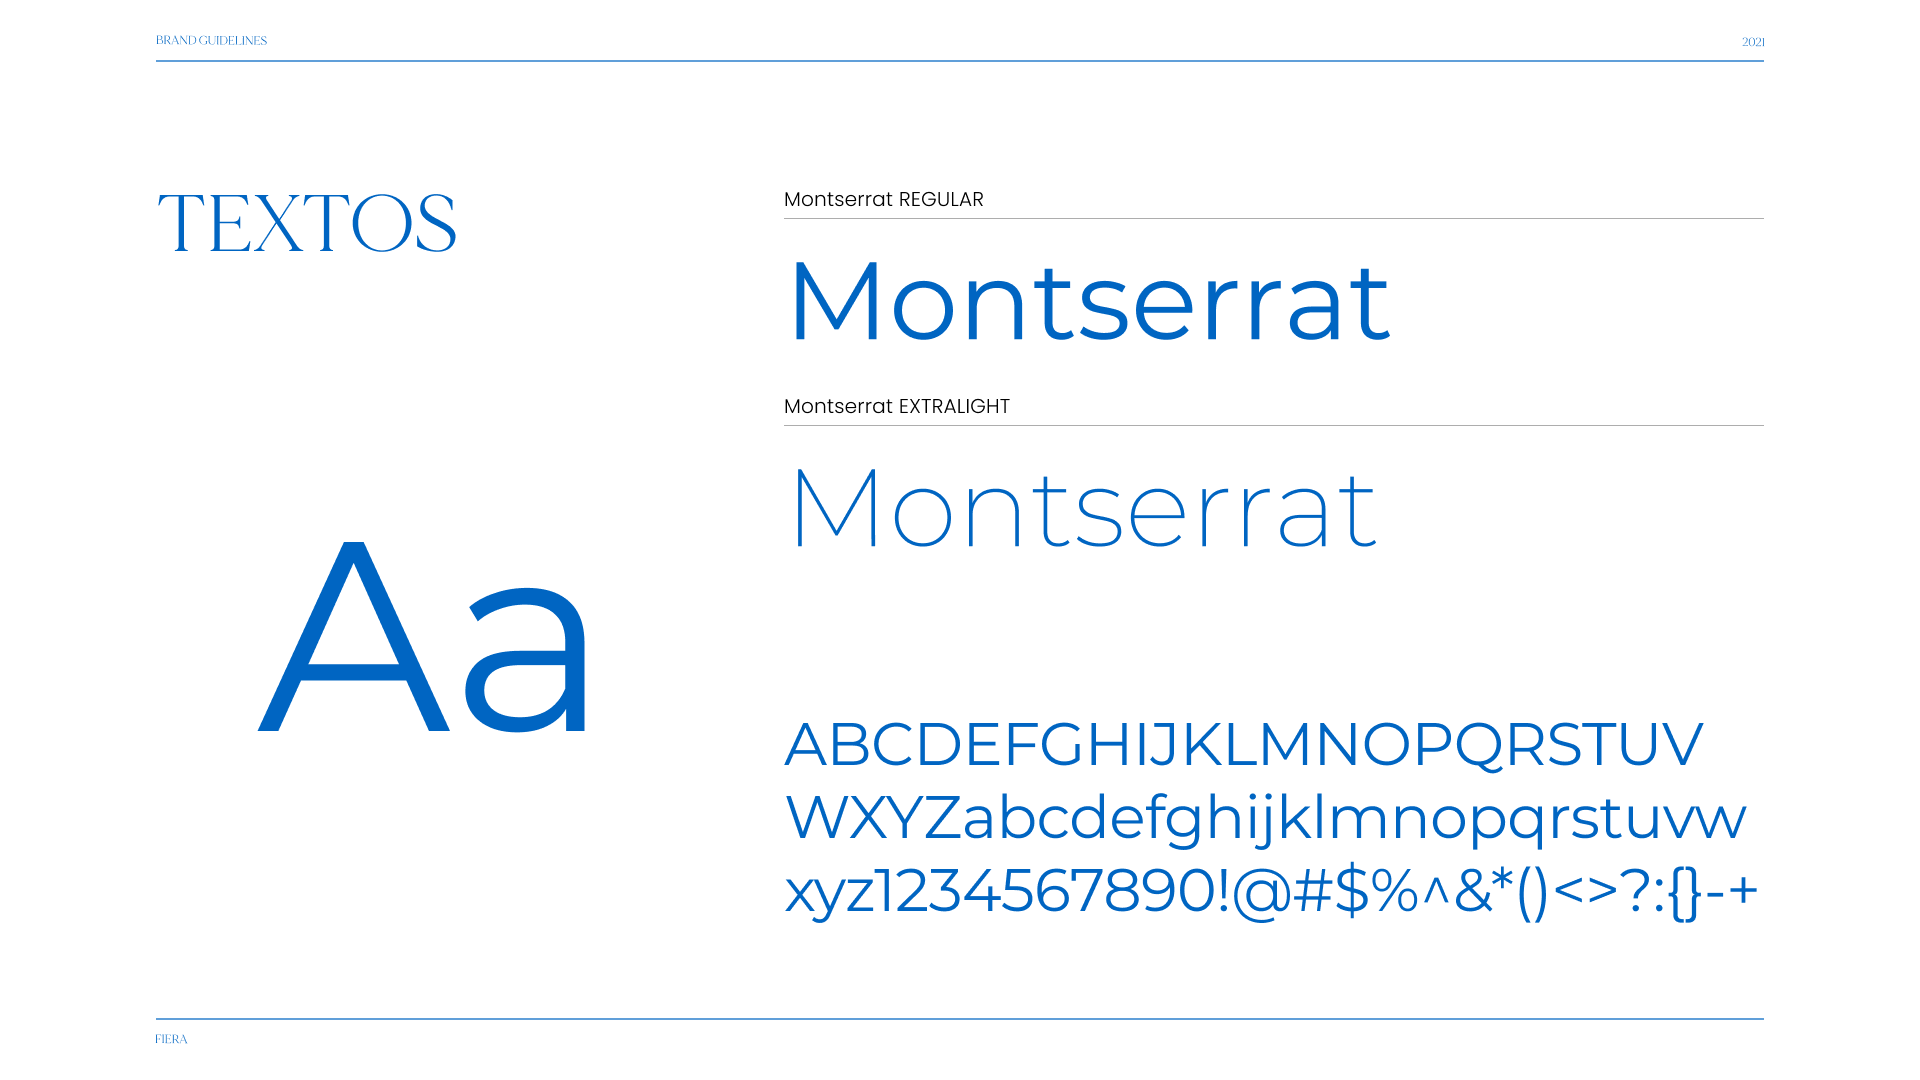 BRAND GUIDELINES
2021
TEXTOS
Montserrat REGULAR
Montserrat
Montserrat EXTRALIGHT
Montserrat
Aa
ABCDEFGHIJKLMNOPQRSTUV
WXYZabcdefghijklmnopqrstuvw
xyz1234567890!@#$%^&*()<>?:{}-+
FIERA